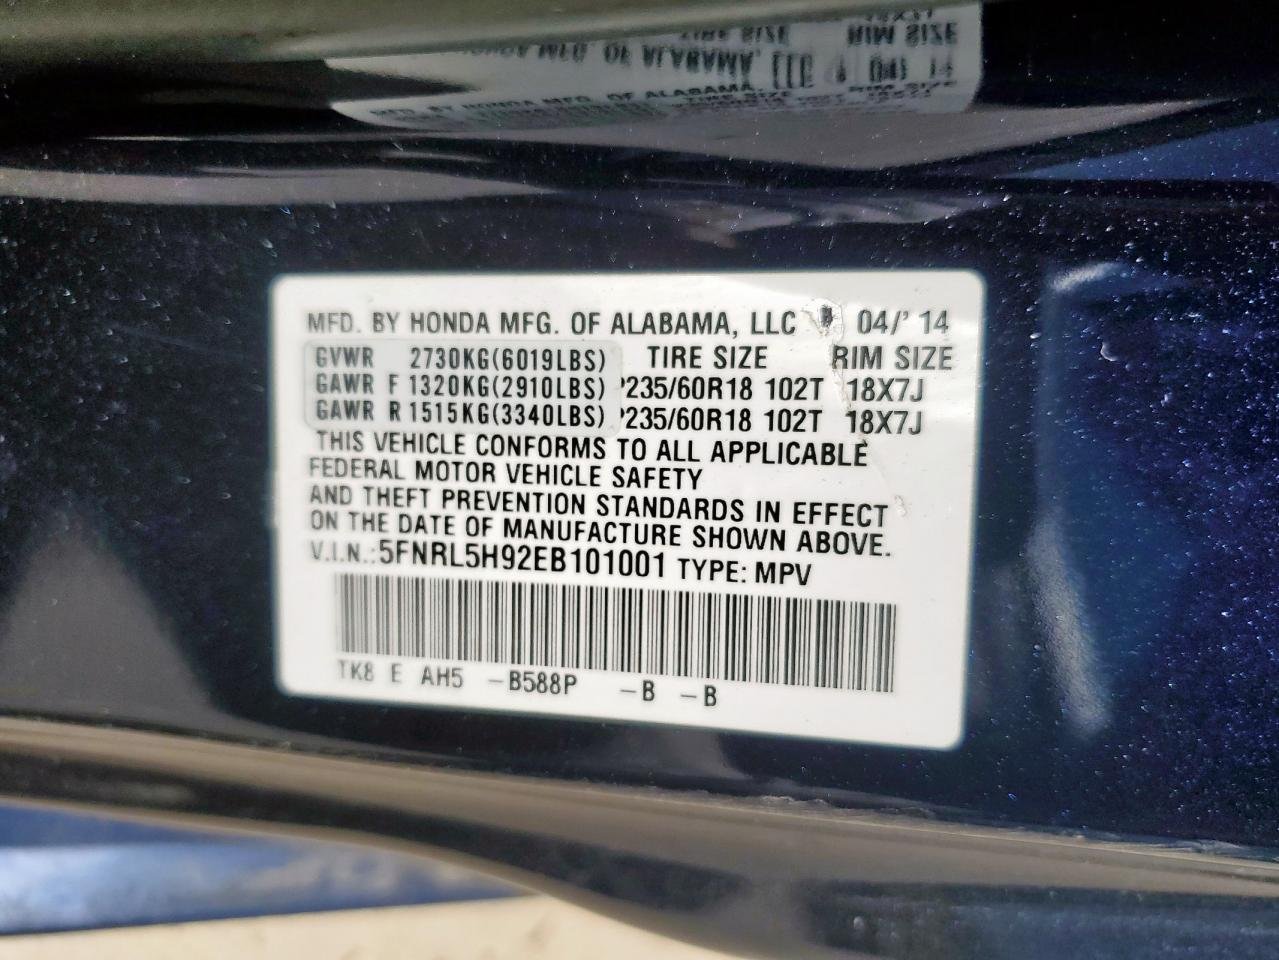 MFD. BY HONDA MFG. OF ALABAMA, LLC 04/'14
GVWR 2730KG(6019LBS) TIRE SIZE RIM SIZE
GAWR F 1320KG(2910LBS) P235/60R18 102T 18X7J
GAWR R 1515KG(3340LBS) P235/60R18 102T 18X7J
THIS VEHICLE CONFORMS TO ALL APPLICABLE
FEDERAL MOTOR VEHICLE SAFETY
AND THEFT PREVENTION STANDARDS IN EFFECT
ON THE DATE OF MANUFACTURE SHOWN ABOVE.
V.I.N.:5FNRL5H92EB101001 TYPE: MPV
TK8 E AH5 -B588P -B -B